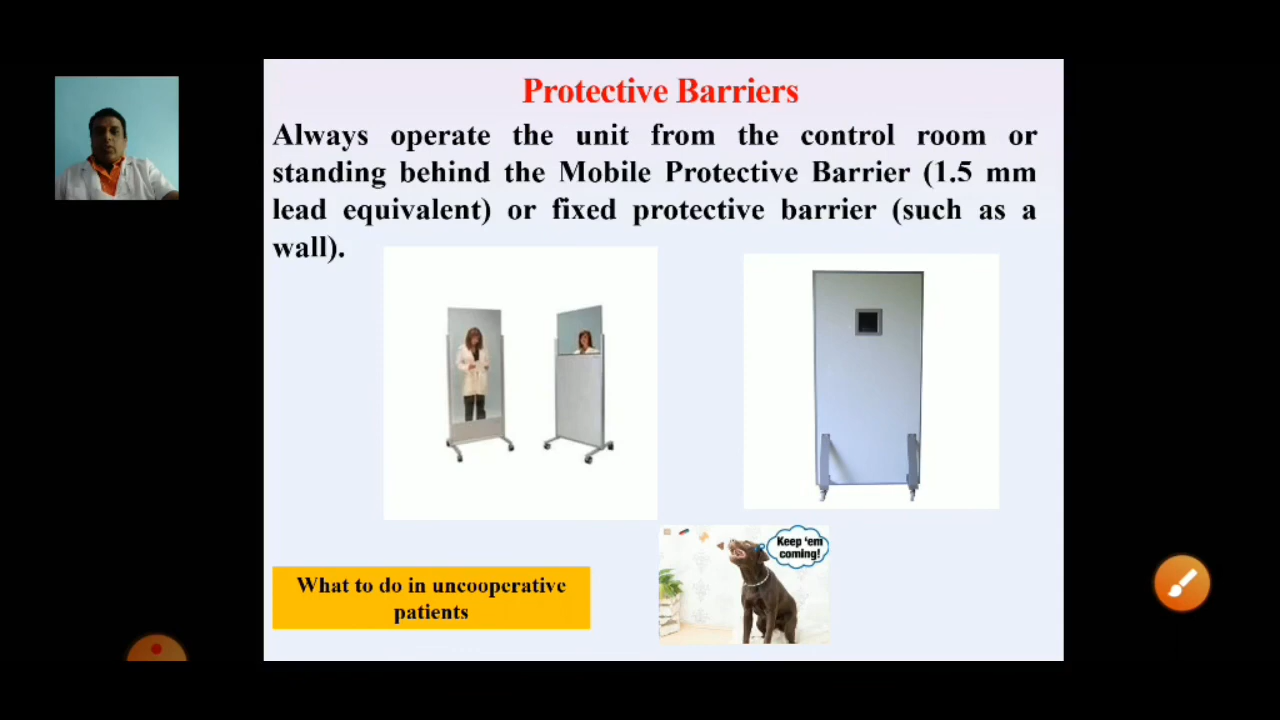 Protective Barriers
Always operate the unit from the control room or
standing behind the Mobile Protective Barrier (1.5 mm
lead equivalent) or fixed protective barrier (such as a
wall).
Keep 'em
coming!
What to do in uncooperative
patients